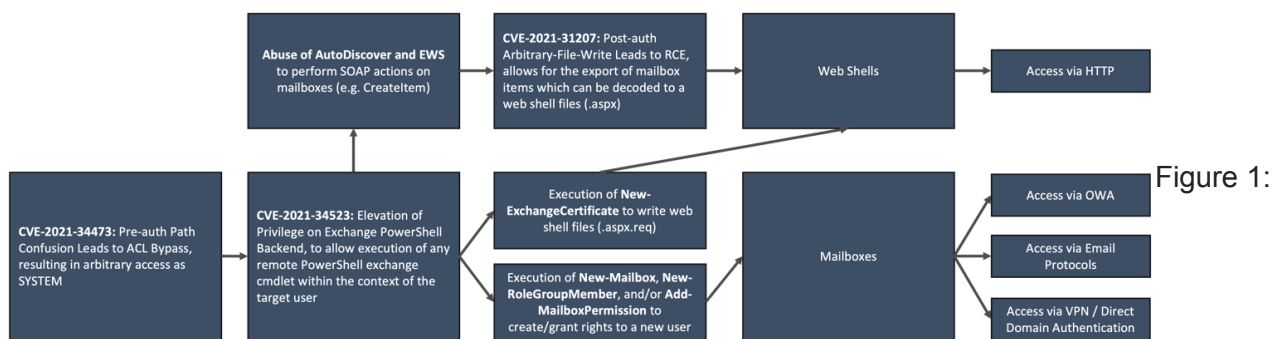 Abuse of AutoDiscover and EWS
to perform SOAP actions on
mailboxes (e.g. CreateItem)
CVE-2021-31207: Post-auth
Arbitrary-File-Write Leads to RCE,
allows for the export of mailbox
items which can be decoded to a
web shell files (.aspx)
Web Shells
Access via HTTP
CVE-2021-34473: Pre-auth Path
Confusion Leads to ACL Bypass,
resulting in arbitrary access as
SYSTEM
CVE-2021-34523: Elevation of
Privilege on Exchange PowerShell
Backend, to allow execution of any
remote PowerShell exchange
cmdlet within the context of the
target user
Execution of New-
ExchangeCertificate to write web
shell files (.aspx.req)
Execution of New-Mailbox, New-
RoleGroupMember, and/or Add-
MailboxPermission to
create/grant rights to a new user
Mailboxes
Access via OWA
Access via Email
Protocols
Access via VPN / Direct
Domain Authentication
Figure 1: